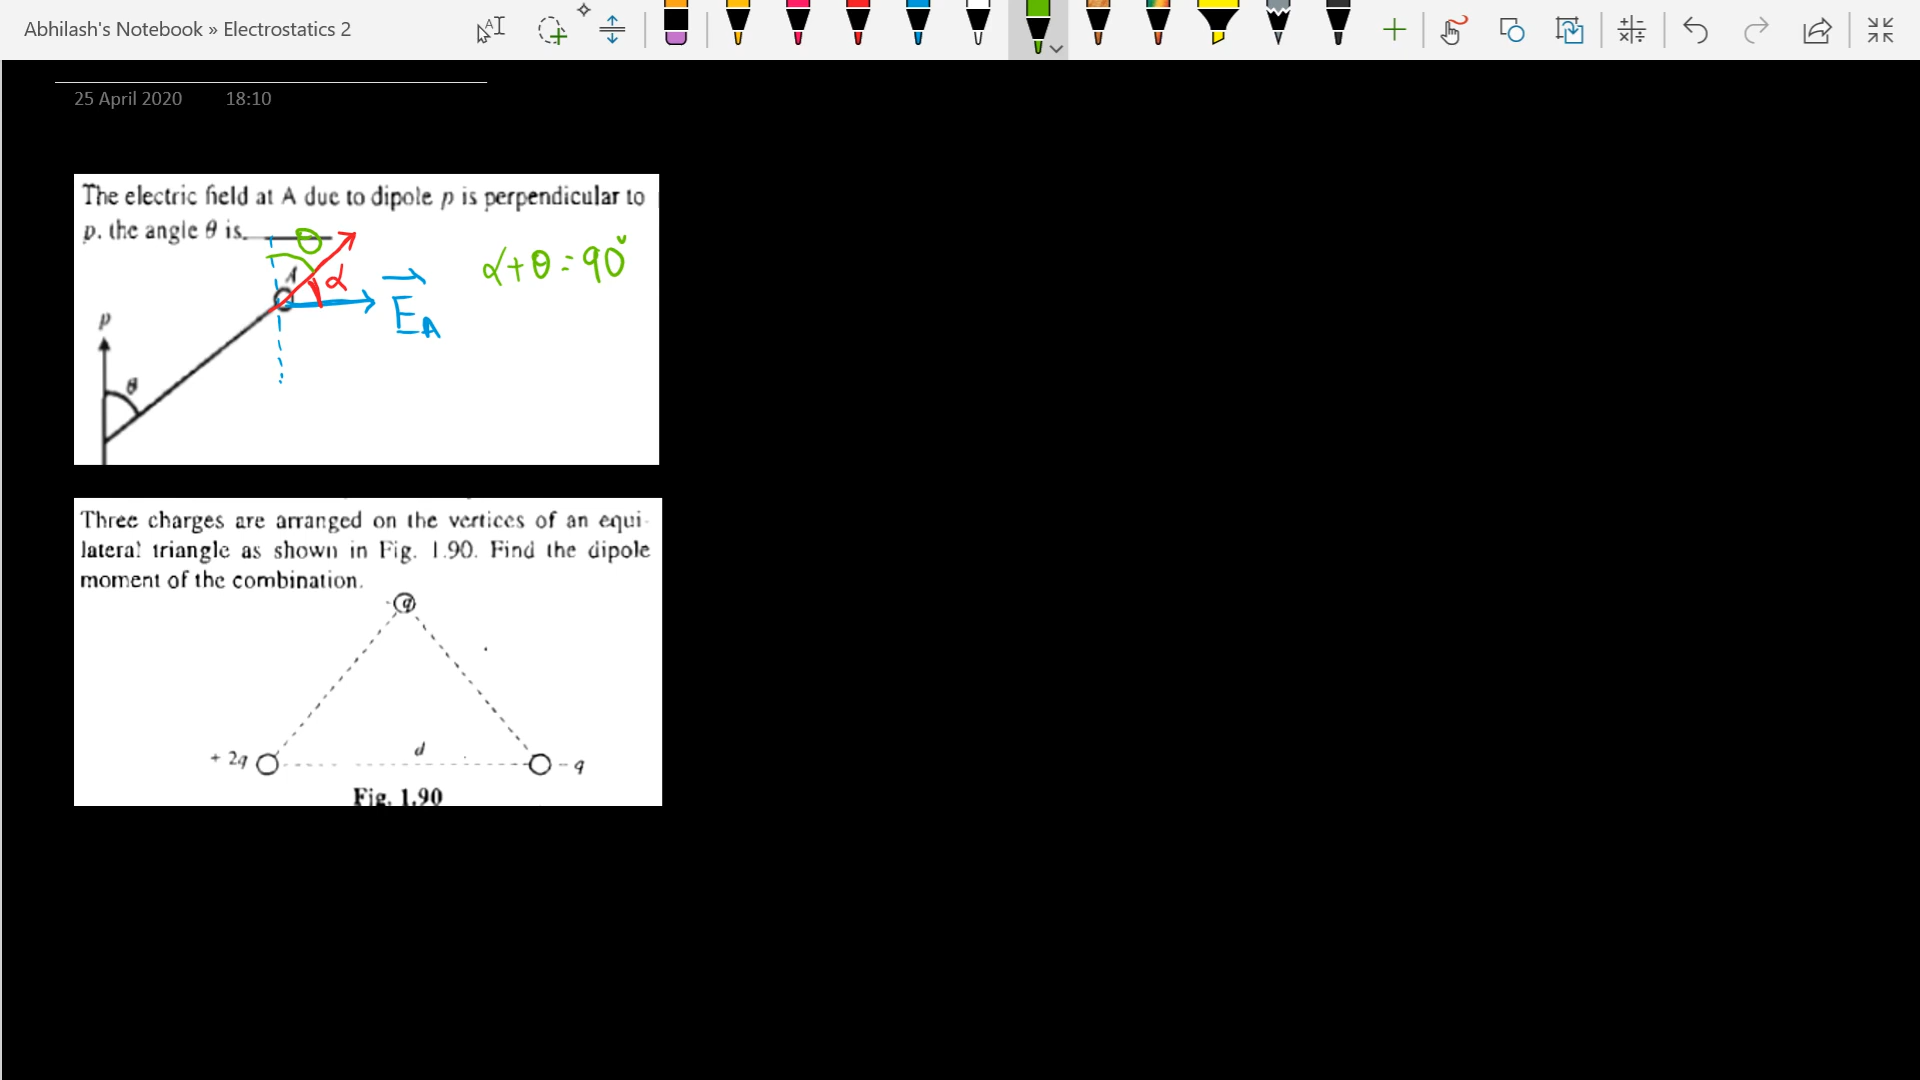 Abhilash's Notebook » Electrostatics 2
25 April 2020 18:10
The electric field at A due to dipole p is perpendicular to
p. the angle θ is
θ
A
α
α+θ=90°
E_A
p
θ
Three charges are arranged on the vertices of an equi-
lateral triangle as shown in Fig. 1.90. Find the dipole
moment of the combination.
-q
d
+ 2q
- q
Fig. 1.90